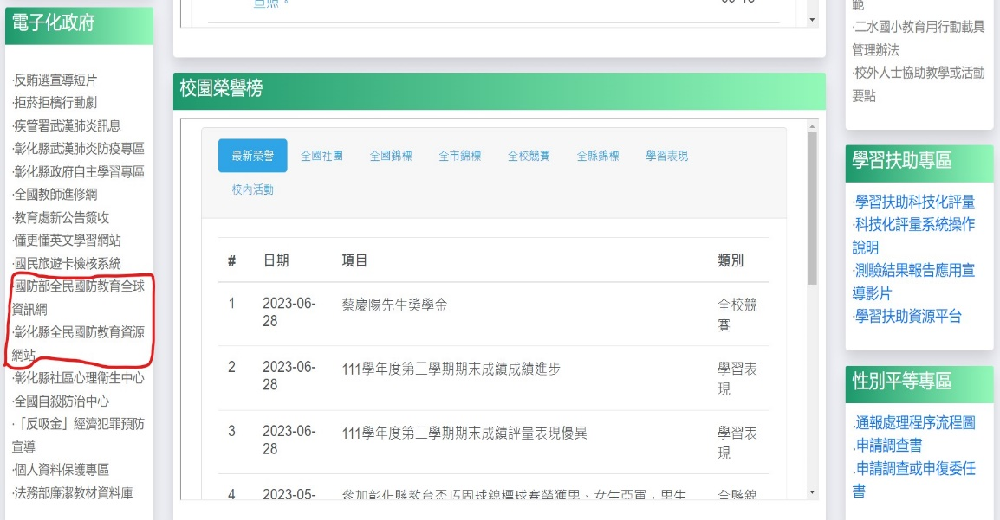 電子化政府
·反賄選宣導短片
·拒菸拒檳行動劇
·疾管署武漢肺炎訊息
·彰化縣武漢肺炎防疫專區
·彰化縣政府自主學習專區
·全國教師進修網
·教育處新公告簽收
·懂更懂英文學習網站
·國民旅遊卡檢核系統
·國防部全民國防教育全球
資訊網
·彰化縣全民國防教育資源
網站
·彰化縣社區心理衛生中心
·全國自殺防治中心
·「反吸金」經濟犯罪預防
宣導
·個人資料保護專區
·法務部廉潔教材資料庫
校園榮譽榜
最新榮譽 全國社團 全國錦標 全市錦標 全校競賽 全縣錦標 學習表現
校內活動
# 日期 項目 類別
1 2023-06-28 蔡慶陽先生獎學金 全校競賽
2 2023-06-28 111學年度第二學期期末成績成績進步 學習表現
3 2023-06-28 111學年度第二學期期末成績評量表現優異 學習表現
4 2023-05- 參加彰化縣教育盃巧固球錦標球賽榮獲男、女生亞軍，男生 全縣錦
範
·二水國小教育用行動載具
管理辦法
·校外人士協助教學或活動
要點
學習扶助專區
·學習扶助科技化評量
·科技化評量系統操作
說明
·測驗結果報告應用宣
導影片
·學習扶助資源平台
性別平等專區
.通報處理程序流程圖
.申請調查書
.申請調查或申復委任
書